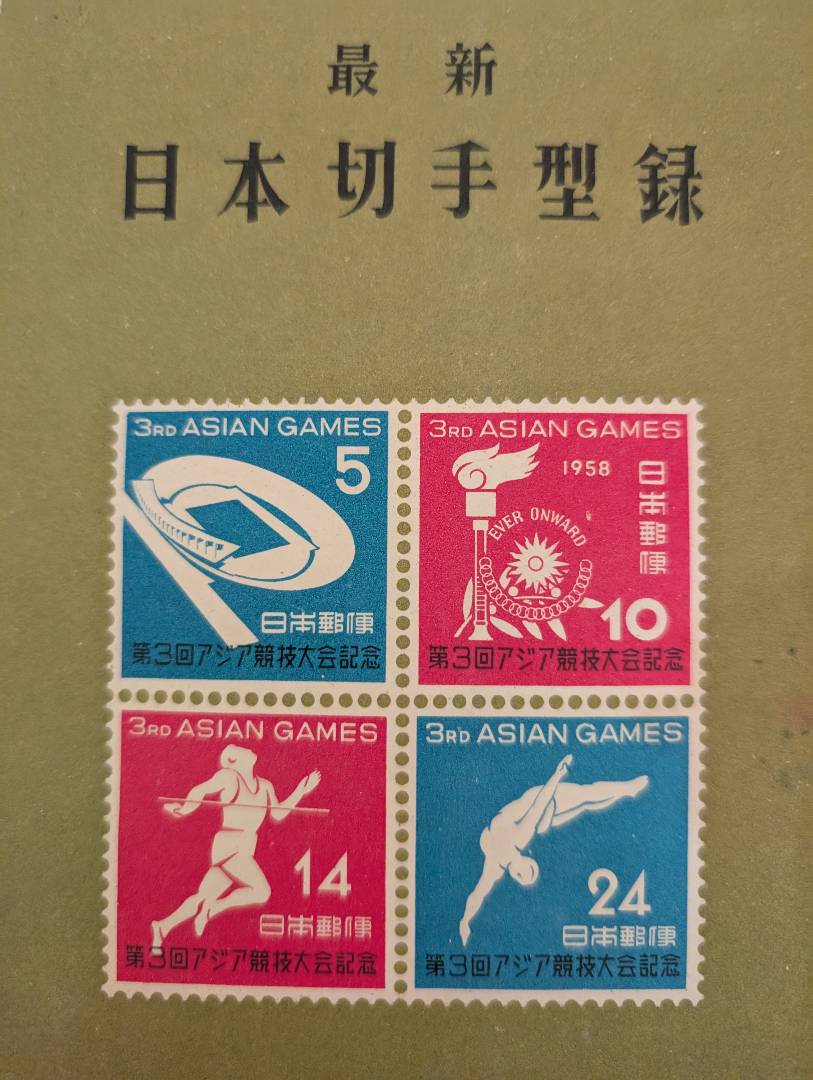 最新
日本切手型録
3RD ASIAN GAMES
5
日本郵便
第3回アジア競技大会記念
3RD ASIAN GAMES
1958
日本郵便
EVER ONWARD
10
第3回アジア競技大会記念
3RD ASIAN GAMES
14
日本郵便
第3回アジア競技大会記念
3RD ASIAN GAMES
24
日本郵便
第3回アジア競技大会記念